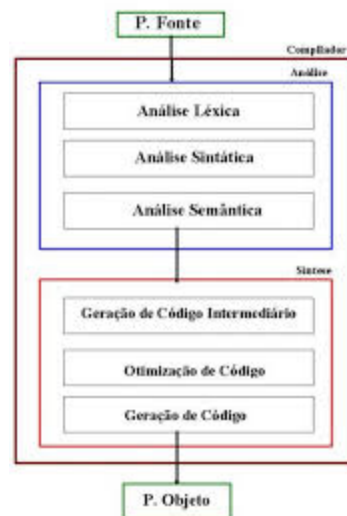 P. Fonte
Compilador
Análise
Análise Léxica
Análise Sintática
Análise Semântica
Síntese
Geração de Código Intermediário
Otimização de Código
Geração de Código
P. Objeto